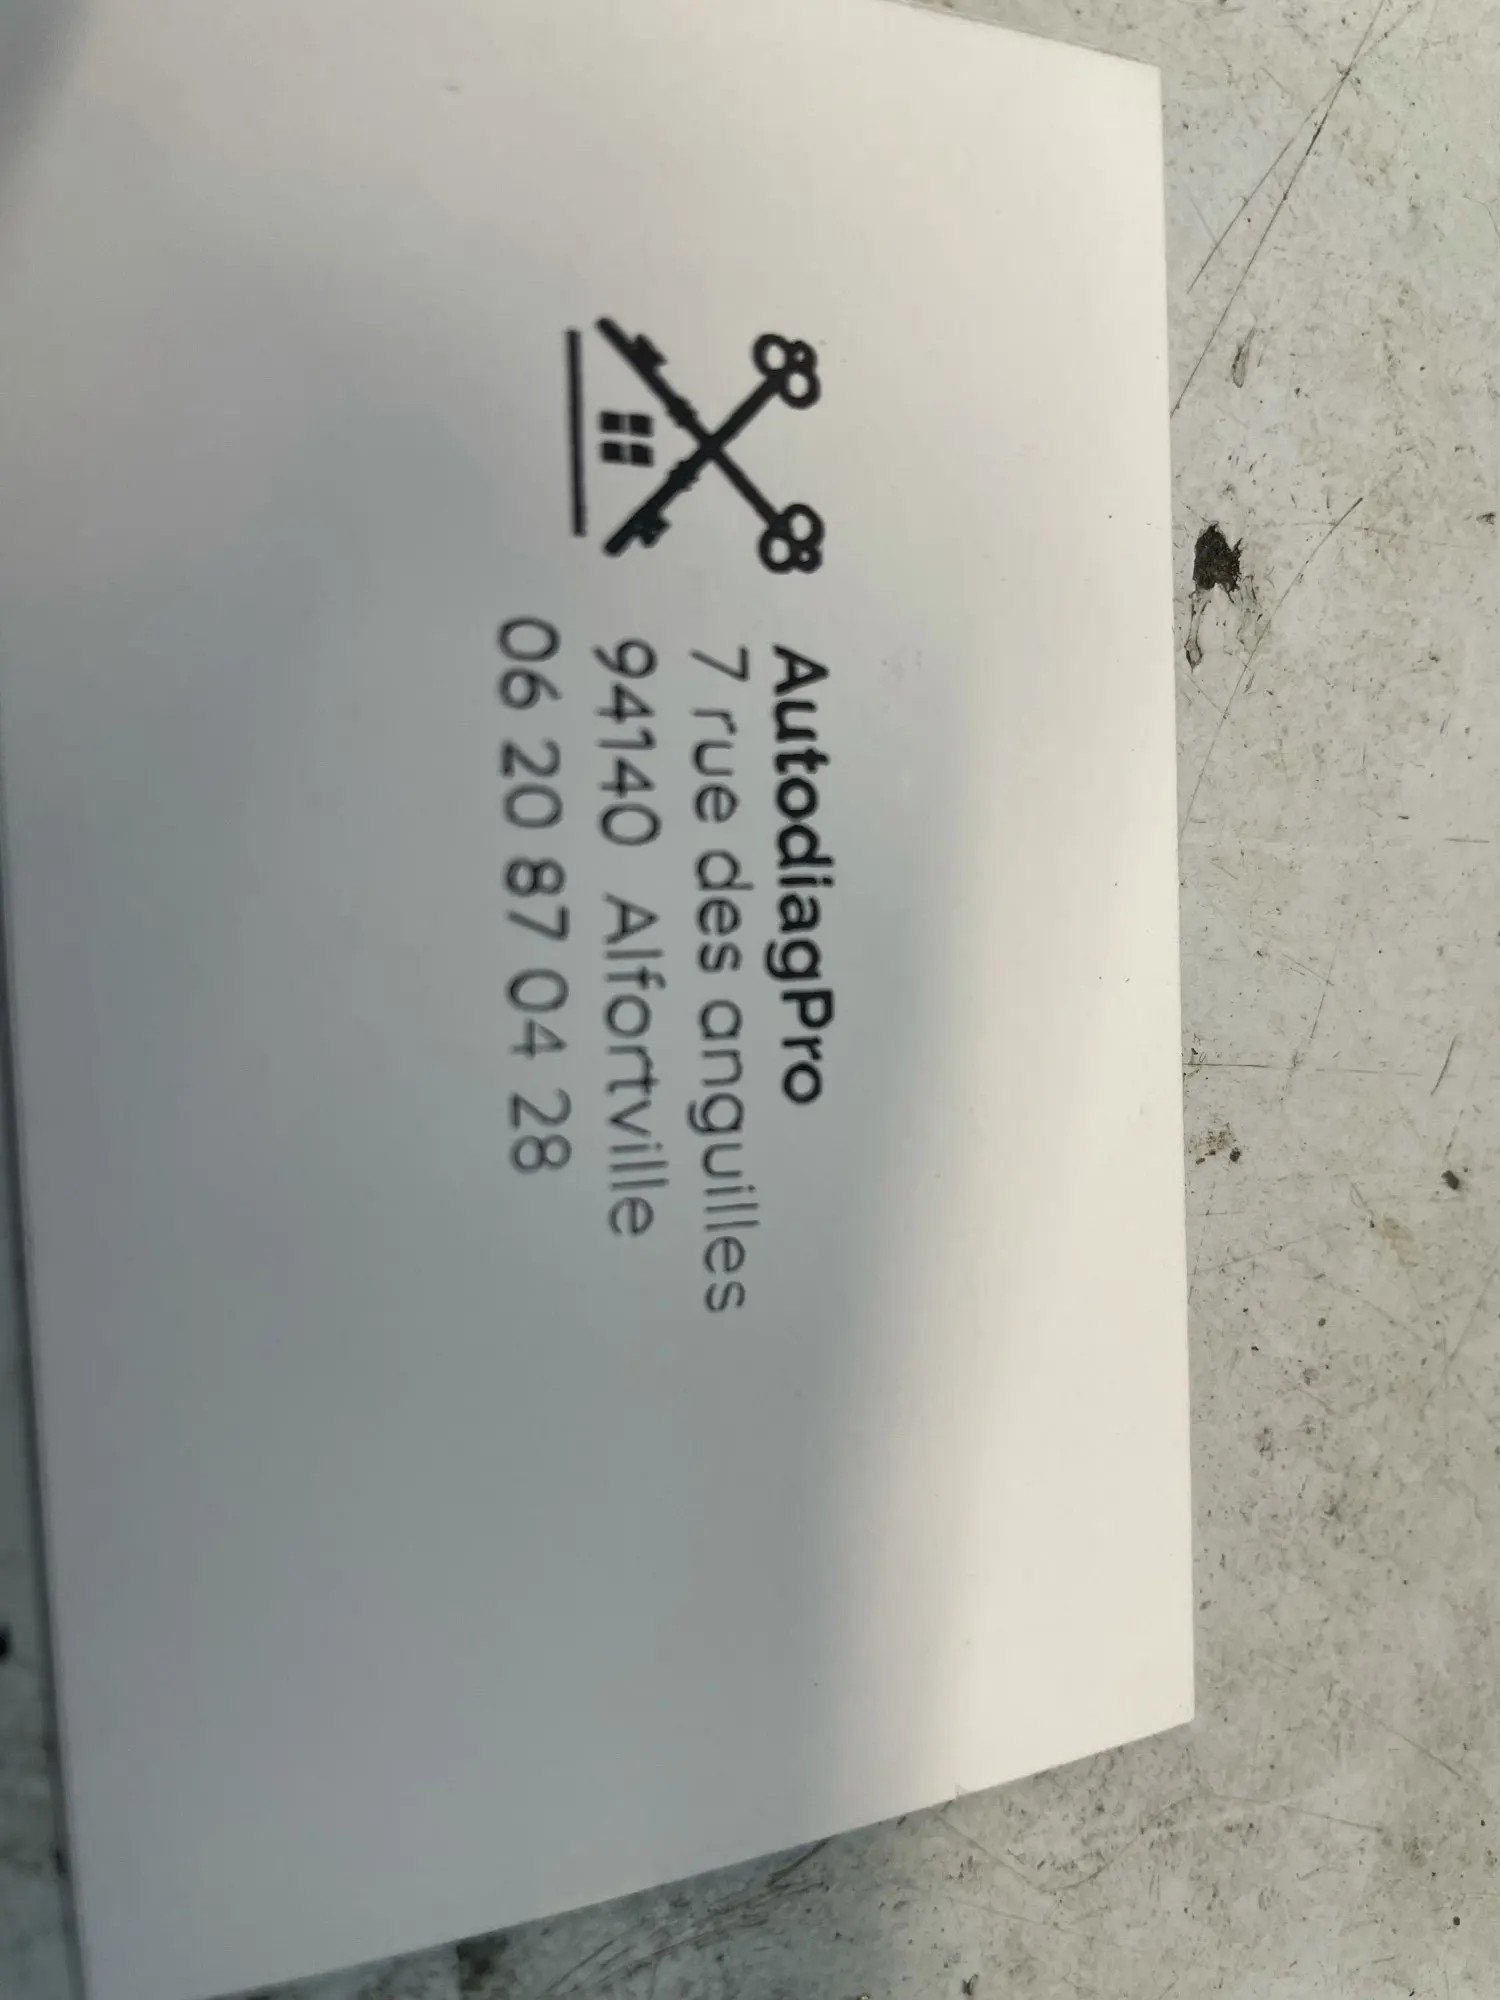 AutodiagPro
7 rue des anguilles
94140 Alfortville
06 20 87 04 28